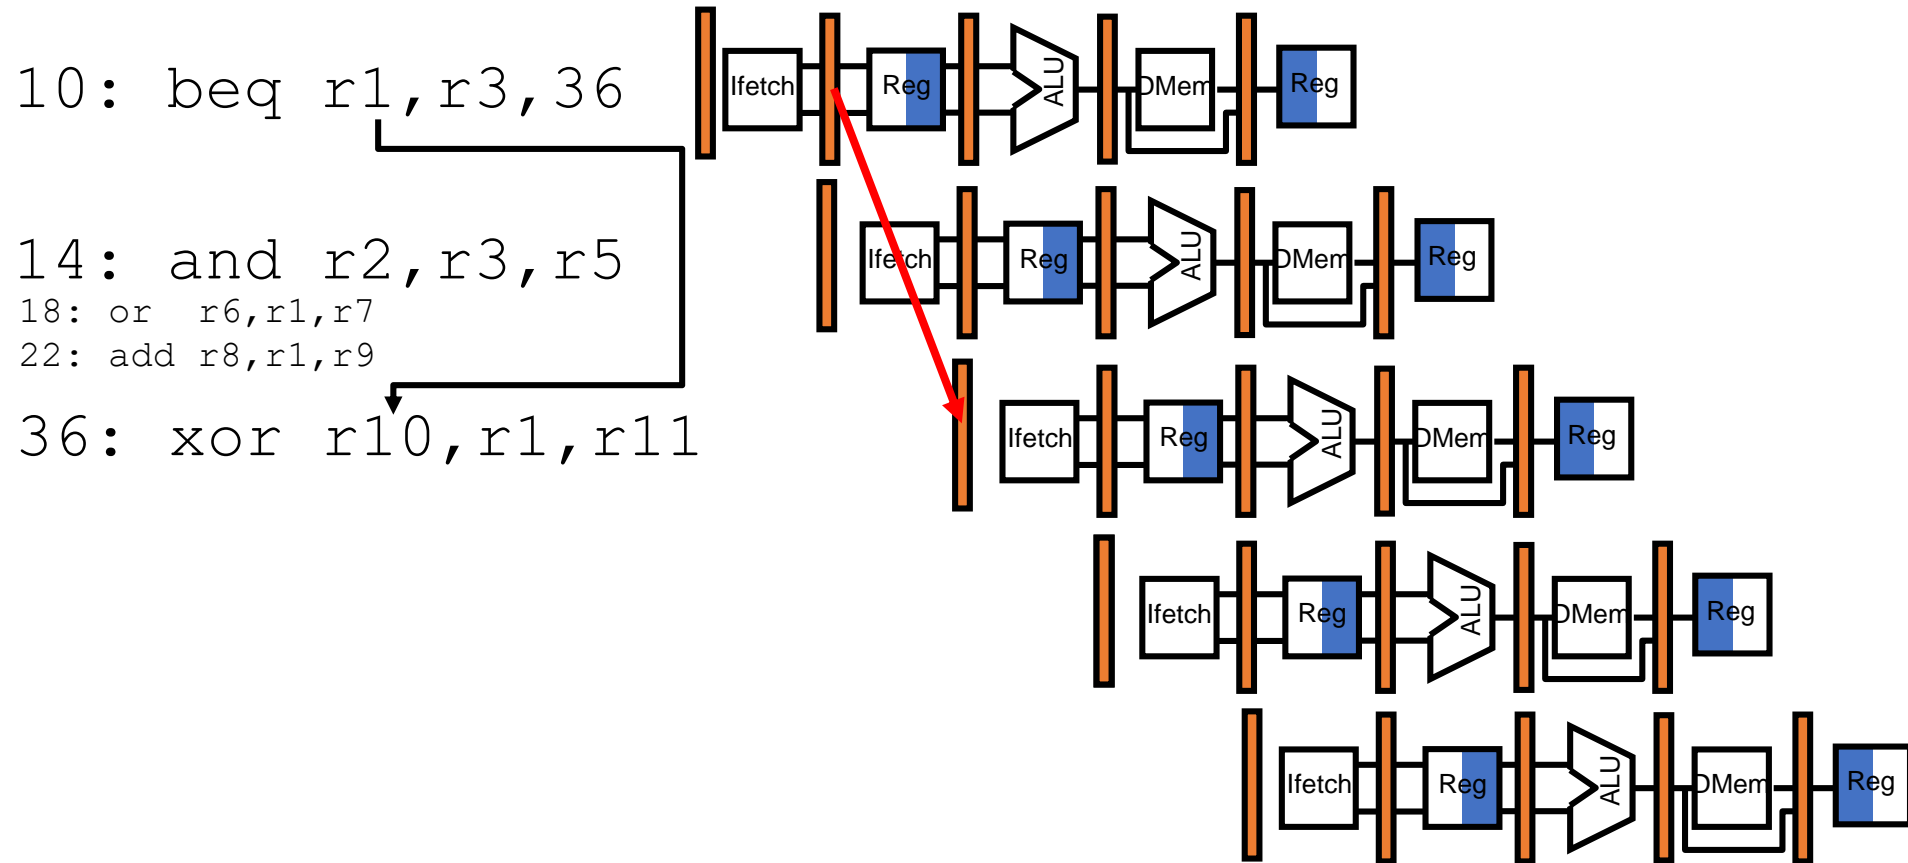 10: beq r1,r3,36
Ifetch Reg ALU DMem Reg
14: and r2,r3,r5
Ifetch Reg ALU DMem Reg
18: or  r6,r1,r7
22: add r8,r1,r9
36: xor r10,r1,r11
Ifetch Reg ALU DMem Reg
Ifetch Reg ALU DMem Reg
Ifetch Reg ALU DMem Reg